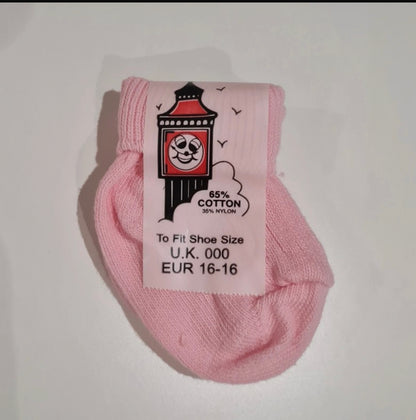 65%
COTTON
35% NYLON
To Fit Shoe Size
U.K. 000
EUR 16-16